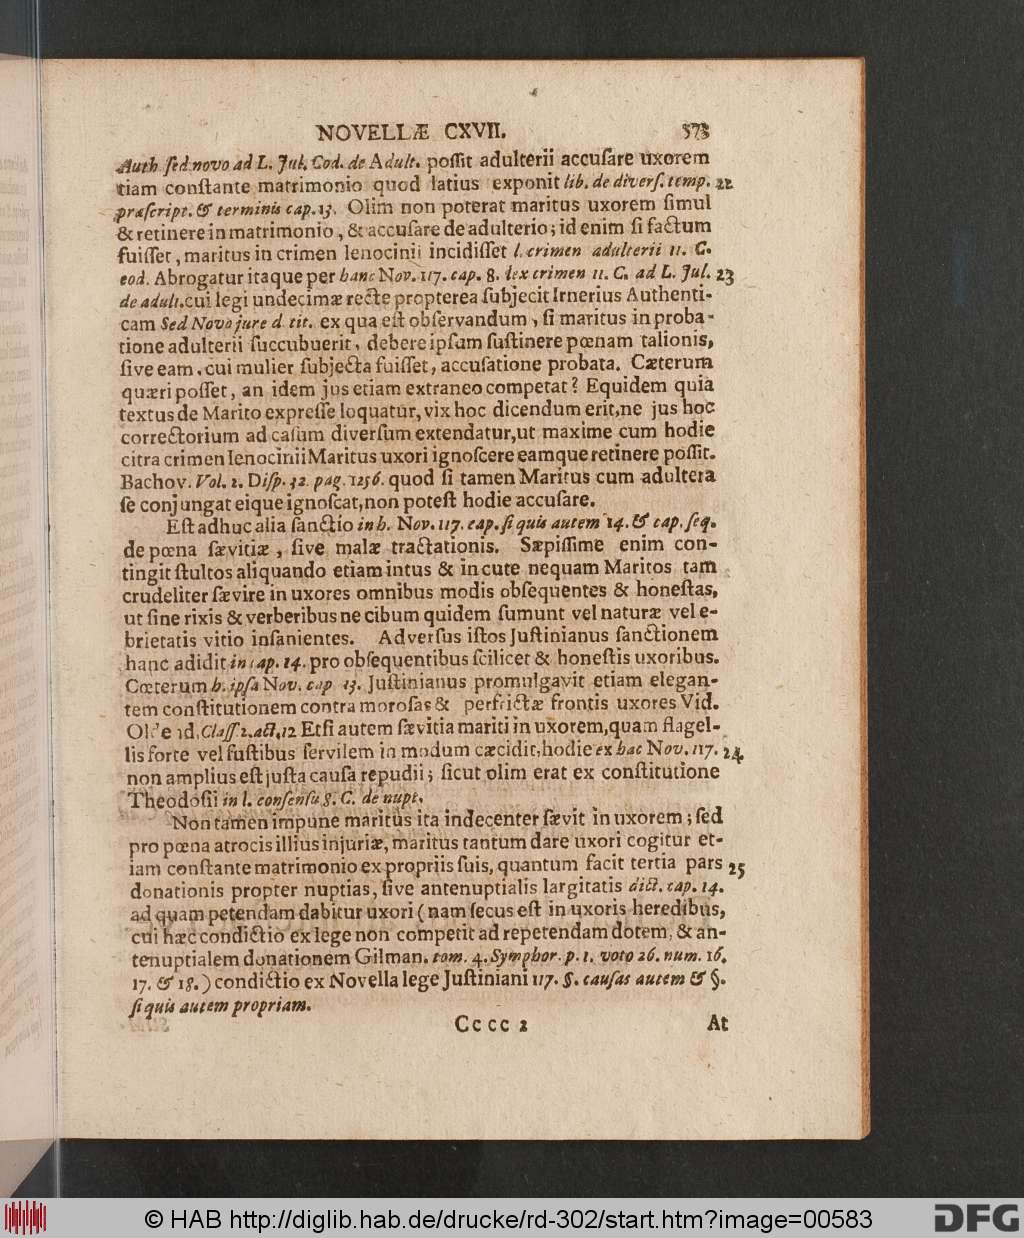 NOVELLÆ CXVII. 573
Auth sed novo ad L. Jul. Cod. de Adult. possit adulterii accusare uxorem
tiam constante matrimonio quod latius exponit lib. de divers. temp. 22
præscript. & terminis cap. 13. Olim non poterat maritus uxorem simul
& retinere in matrimonio, & accusare de adulterio; id enim si factum
fuisset, maritus in crimen lenocinii incidisset l. crimen adulterii 11. C.
eod. Abrogatur itaque per hanc Nov. 117. cap. 8. lex crimen 11. C. ad L. Jul. 23
de adult. cui legi undecimæ recte propterea subjecit Irnerius Authenti-
cam Sed Novo jure d. tit. ex qua est observandum, si maritus in proba-
tione adulterii succubuerit, debere ipsum sustinere pœnam talionis,
sive eam, cui mulier subjecta fuisset, accusatione probata. Cæterum
quæri posset, an idem jus etiam extraneo competat? Equidem quia
textus de Marito expresse loquatur, vix hoc dicendum erit, ne jus hoc
correctorium ad casum diversum extendatur, ut maxime cum hodie
citra crimen lenocinii Maritus uxori ignoscere eamque retinere possit.
Bachov. Vol. 2. Disp. 32. pag. 1256. quod si tamen Maritus cum adultera
se conjungat eique ignoscat, non potest hodie accusare.
Est adhuc alia sanctio in h. Nov. 117. cap. si quis autem 14. & cap. seq.
de pœna sævitiæ, sive malæ tractationis. Sæpissime enim con-
tingit stultos aliquando etiam intus & in cute nequam Maritos tam
crudeliter sævire in uxores omnibus modis obsequentes & honestas,
ut sine rixis & verberibus ne cibum quidem sumunt vel naturæ vel e-
brietatis vitio insanientes. Adversus istos Justinianus sanctionem
hanc adidit in cap. 14. pro obsequentibus scilicet & honestis uxoribus.
Cœterum h. ipsa Nov. cap 13. Justinianus promulgavit etiam elegan-
tem constitutionem contra morosas & perfrictæ frontis uxores Vid.
Class. 2. act. 12 Etsi autem sævitia mariti in uxorem, quam flagel-
lis forte vel fustibus servilem in modum cæcidit, hodie ex hac Nov. 117. 24
non amplius est justa causa repudii; sicut olim erat ex constitutione
Theodosii in l. consensu 8. C. de nupt.
Non tamen impune maritus ita indecenter sævit in uxorem; sed
pro pœna atrocis illius injuriæ, maritus tantum dare uxori cogitur et-
iam constante matrimonio ex propriis suis, quantum facit tertia pars 25
donationis propter nuptias, sive antenuptialis largitatis dict. cap. 14.
ad quam petendam dabitur uxori (nam secus est in uxoris heredibus,
cui hæc condictio ex lege non competit ad repetendam dotem, & an-
tenuptialem donationem Gilman. tom. 4. Symphor. p. 1. voto 26. num. 16.
17. & 18.) condictio ex Novella lege Justiniani 117. §. causas autem & §.
si quis autem propriam.
Cc cc 2 At
© HAB http://diglib.hab.de/drucke/rd-302/start.htm?image=00583 DFG